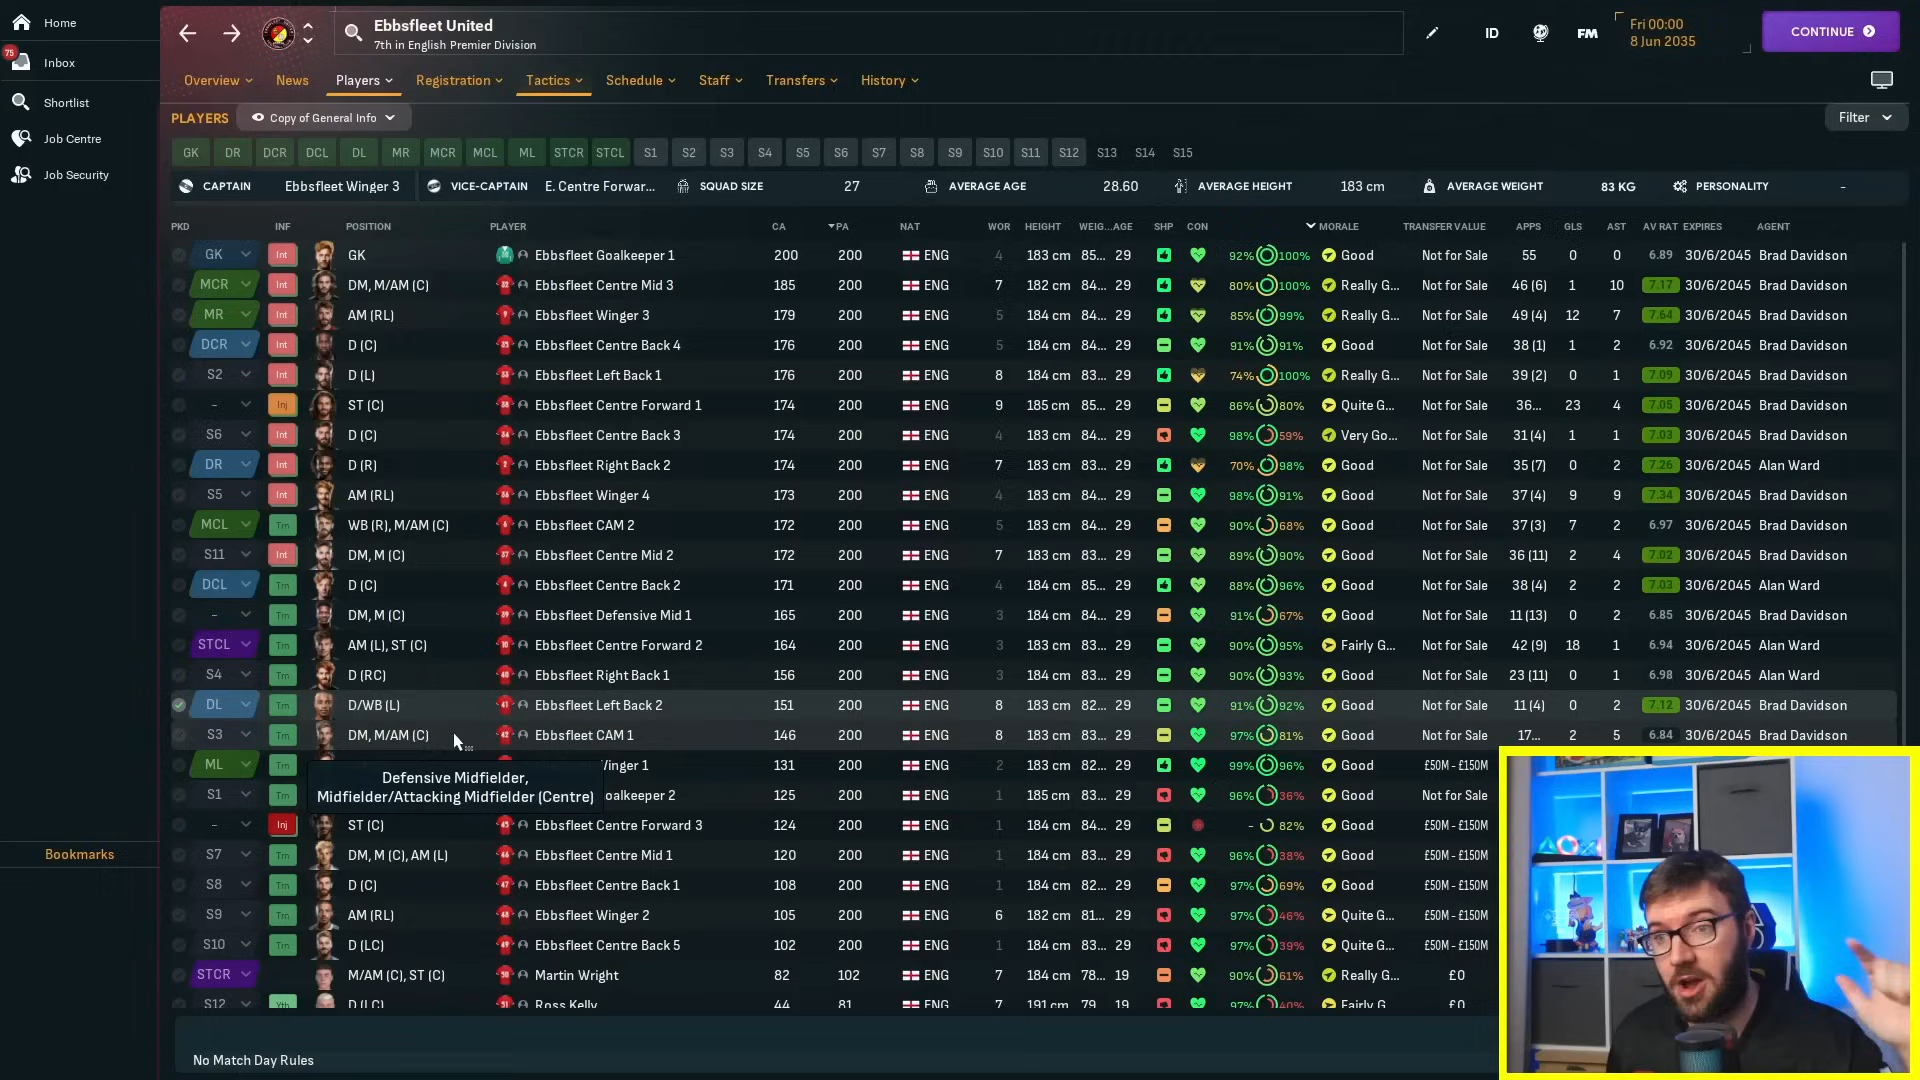 Home
75
Inbox
Shortlist
Job Centre
Job Security
Bookmarks
Ebbsfleet United
7th in English Premier Division
ID
FM
Fri 00:00
8 Jun 2035
CONTINUE
Overview News Players Registration Tactics Schedule Staff Transfers History
PLAYERS Copy of General Info Filter
GK DR DCR DCL DL MR MCR MCL ML STCR STCL S1 S2 S3 S4 S5 S6 S7 S8 S9 S10 S11 S12 S13 S14 S15
CAPTAIN Ebbsfleet Winger 3 VICE-CAPTAIN E. Centre Forwar... SQUAD SIZE 27 AVERAGE AGE 28.60 AVERAGE HEIGHT 183 cm AVERAGE WEIGHT 83 KG PERSONALITY -
PKD INF POSITION PLAYER CA PA NAT WOR HEIGHT WEIG... AGE SHP CON MORALE TRANSFER VALUE APPS GLS AST AV RAT EXPIRES AGENT
GK Int GK Ebbsfleet Goalkeeper 1 200 200 ENG 4 183 cm 85... 29 92% 100% Good Not for Sale 55 0 0 6.89 30/6/2045 Brad Davidson
MCR Int DM, M/AM (C) Ebbsfleet Centre Mid 3 185 200 ENG 7 182 cm 84... 29 80% 100% Really G... Not for Sale 46 (6) 1 10 7.17 30/6/2045 Brad Davidson
MR Int AM (RL) Ebbsfleet Winger 3 179 200 ENG 5 184 cm 84... 29 85% 99% Really G... Not for Sale 49 (4) 12 7 7.64 30/6/2045 Brad Davidson
DCR Int D (C) Ebbsfleet Centre Back 4 176 200 ENG 5 184 cm 84... 29 91% 91% Good Not for Sale 38 (1) 1 2 6.92 30/6/2045 Brad Davidson
S2 Int D (L) Ebbsfleet Left Back 1 176 200 ENG 8 184 cm 83... 29 74% 100% Really G... Not for Sale 39 (2) 0 1 7.09 30/6/2045 Brad Davidson
- Inj ST (C) Ebbsfleet Centre Forward 1 174 200 ENG 9 185 cm 85... 29 86% 80% Quite G... Not for Sale 36... 23 4 7.05 30/6/2045 Brad Davidson
S6 Int D (C) Ebbsfleet Centre Back 3 174 200 ENG 4 183 cm 84... 29 98% 59% Very Go... Not for Sale 31 (4) 1 1 7.03 30/6/2045 Brad Davidson
DR Int D (R) Ebbsfleet Right Back 2 174 200 ENG 7 183 cm 83... 29 70% 98% Good Not for Sale 35 (7) 0 2 7.26 30/6/2045 Alan Ward
S5 Int AM (RL) Ebbsfleet Winger 4 173 200 ENG 4 183 cm 84... 29 98% 91% Good Not for Sale 37 (4) 9 9 7.34 30/6/2045 Brad Davidson
MCL Trn WB (R), M/AM (C) Ebbsfleet CAM 2 172 200 ENG 5 183 cm 84... 29 90% 68% Good Not for Sale 37 (3) 7 2 6.97 30/6/2045 Brad Davidson
S11 Int DM, M (C) Ebbsfleet Centre Mid 2 172 200 ENG 7 183 cm 84... 29 89% 90% Good Not for Sale 36 (11) 2 4 7.02 30/6/2045 Brad Davidson
DCL Trn D (C) Ebbsfleet Centre Back 2 171 200 ENG 4 184 cm 85... 29 88% 96% Good Not for Sale 38 (4) 2 2 7.03 30/6/2045 Alan Ward
- Trn DM, M (C) Ebbsfleet Defensive Mid 1 165 200 ENG 3 184 cm 84... 29 91% 67% Good Not for Sale 11 (13) 0 2 6.85 30/6/2045 Brad Davidson
STCL Trn AM (L), ST (C) Ebbsfleet Centre Forward 2 164 200 ENG 3 184 cm 83... 29 90% 95% Fairly G... Not for Sale 42 (9) 18 1 6.94 30/6/2045 Alan Ward
S4 Trn D (RC) Ebbsfleet Right Back 1 156 200 ENG 3 184 cm 83... 29 90% 93% Good Not for Sale 23 (11) 0 1 6.98 30/6/2045 Alan Ward
DL Trn D/WB (L) Ebbsfleet Left Back 2 151 200 ENG 8 183 cm 82... 29 91% 92% Good Not for Sale 11 (4) 0 2 7.12 30/6/2045 Brad Davidson
S3 Trn DM, M/AM (C) Ebbsfleet CAM 1 146 200 ENG 8 183 cm 83... 29 97% 81% Good Not for Sale 17... 2 5 6.84 30/6/2045 Brad Davidson
ML Trn Winger 1 131 200 ENG 2 183 cm 83... 29 99% 96% Good £50M - £150M
Defensive Midfielder,
Midfielder/Attacking Midfielder (Centre)
S1 Trn oalkeeper 2 125 200 ENG 1 185 cm 83... 29 96% 36% Good Not for Sale
- Inj ST (C) Ebbsfleet Centre Forward 3 124 200 ENG 1 184 cm 84... 29 - 82% Good £50M - £150M
S7 Trn DM, M (C), AM (L) Ebbsfleet Centre Mid 1 120 200 ENG 1 184 cm 83... 29 96% 38% Good £50M - £150M
S8 Trn D (C) Ebbsfleet Centre Back 1 108 200 ENG 1 184 cm 82... 29 97% 69% Good £50M - £150M
S9 Trn AM (RL) Ebbsfleet Winger 2 105 200 ENG 6 182 cm 81... 29 97% 46% Quite G... £50M - £150M
S10 Trn D (LC) Ebbsfleet Centre Back 5 102 200 ENG 1 184 cm 83... 29 97% 39% Quite G... £50M - £150M
STCR M/AM (C), ST (C) Martin Wright 82 102 ENG 7 184 cm 78... 19 90% 61% Really G... £0
S12 Yth D (LC) Ross Kelly 44 81 ENG 7 191 cm 79... 19 97% 40% Fairly G... £0
No Match Day Rules